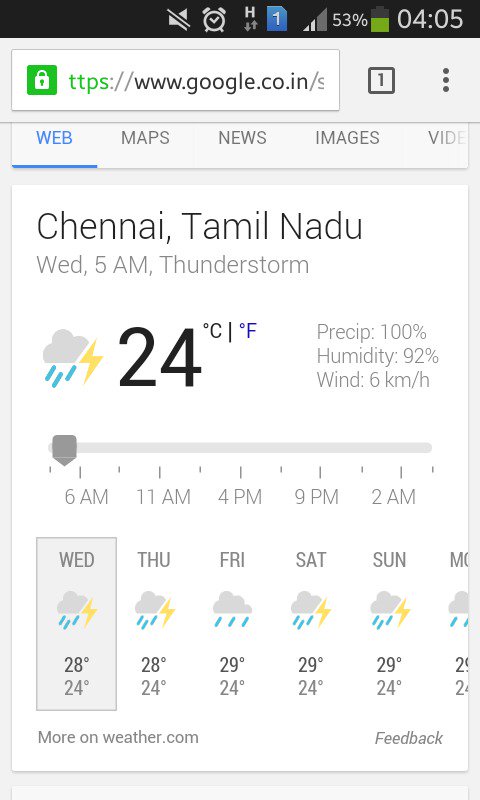 H 1 53% 04:05
ttps://www.google.co.in/s 1
WEB MAPS NEWS IMAGES VIDE
Chennai, Tamil Nadu
Wed, 5 AM, Thunderstorm
24 °C | °F
Precip: 100%
Humidity: 92%
Wind: 6 km/h
6 AM 11 AM 4 PM 9 PM 2 AM
WED THU FRI SAT SUN MO
28° 28° 29° 29° 29° 29
24° 24° 24° 24° 24° 24
More on weather.com Feedback